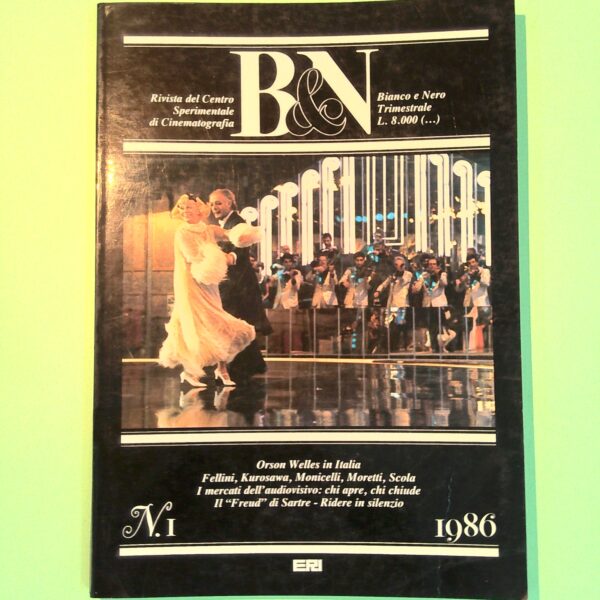 B&N
Rivista del Centro
Sperimentale
di Cinematografia
Bianco e Nero
Trimestrale
L. 8.000 (...)
Orson Welles in Italia
Fellini, Kurosawa, Monicelli, Moretti, Scola
I mercati dell'audiovisivo: chi apre, chi chiude
Il “Freud” di Sartre - Ridere in silenzio
N.1
1986
ERI